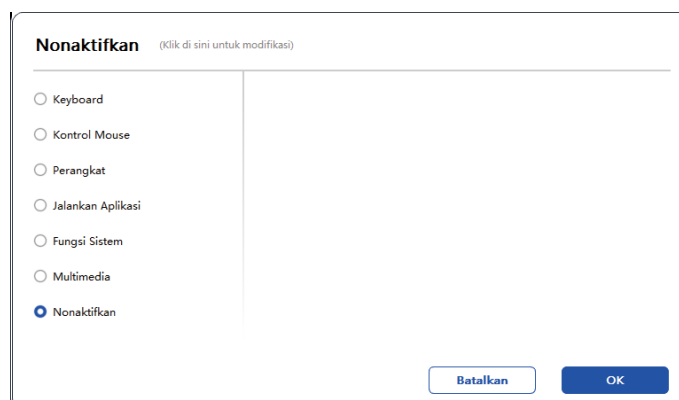 Nonaktifkan (Klik di sini untuk modifikasi)
Keyboard
Kontrol Mouse
Perangkat
Jalankan Aplikasi
Fungsi Sistem
Multimedia
Nonaktifkan
Batalkan OK